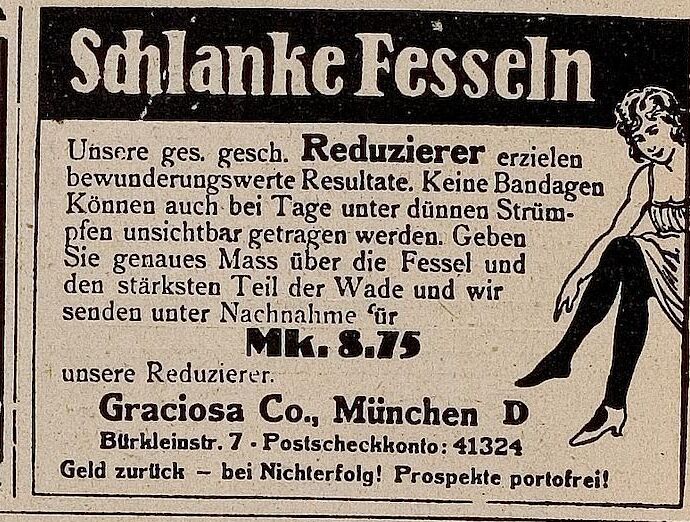 Schlanke Fesseln
Unsere ges. gesch. Reduzierer erzielen
bewunderungswerte Resultate. Keine Bandagen
Können auch bei Tage unter dünnen Strüm-
pfen unsichtbar getragen werden. Geben
Sie genaues Mass über die Fessel und
den stärksten Teil der Wade und wir
senden unter Nachnahme für
Mk. 8.75
unsere Reduzierer.
Graciosa Co., München D
Bürkleinstr. 7 - Postscheckkonto: 41324
Geld zurück — bei Nichterfolg! Prospekte portofrei!